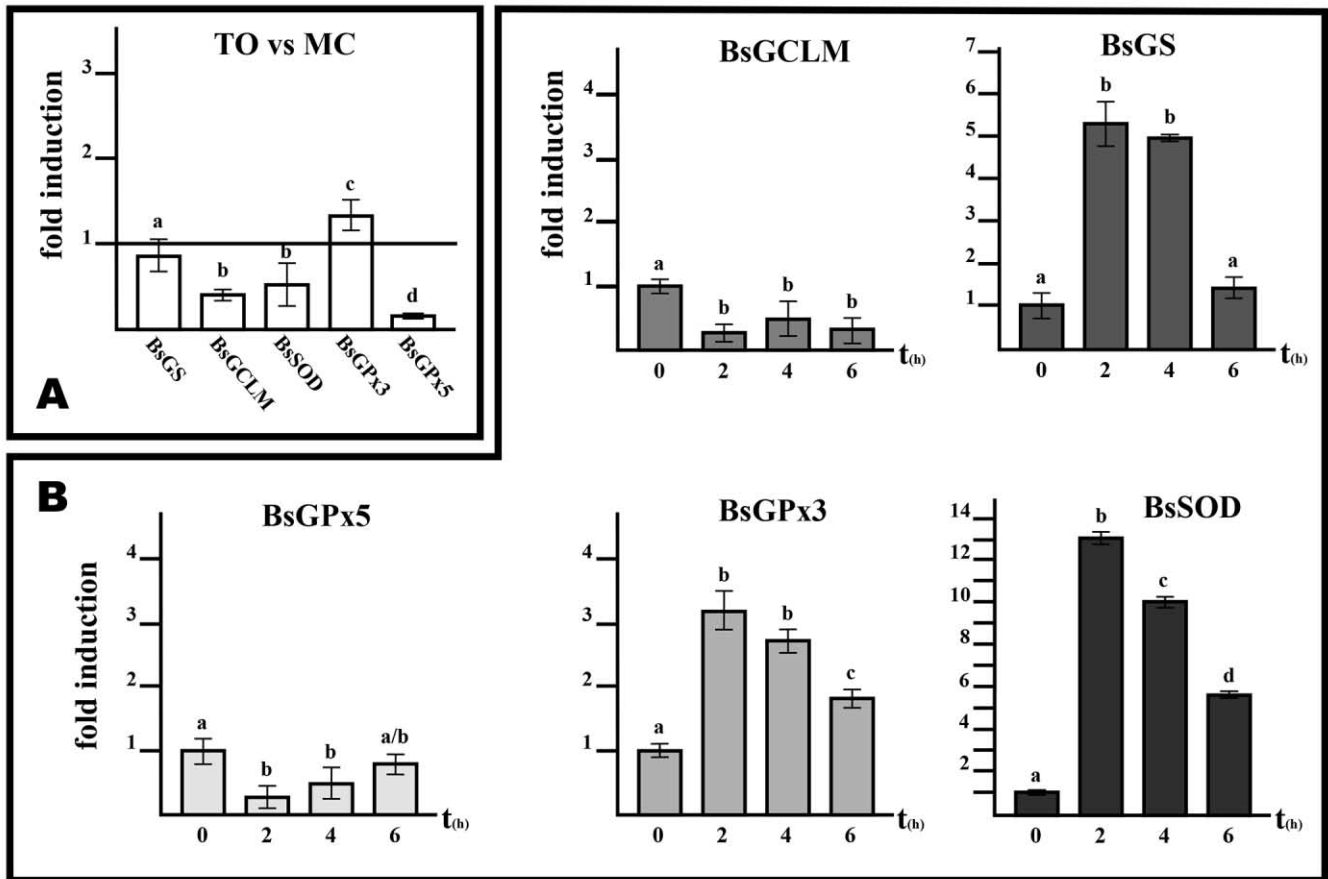 TO vs MC
fold induction
3
2
1
a
b
b
c
d
BsGS
BsGCLM
BsSOD
BsGPx3
BsGPx5
A
BsGCLM
fold induction
4
3
2
1
a
b
b
b
0 2 4 6 t(h)
BsGS
7
6
5
4
3
2
1
a
b
b
a
0 2 4 6 t(h)
B
BsGPx5
fold induction
4
3
2
1
a
b
b
a/b
0 2 4 6 t(h)
BsGPx3
4
3
2
1
a
b
b
c
0 2 4 6 t(h)
BsSOD
14
12
10
8
6
4
2
a
b
c
d
0 2 4 6 t(h)